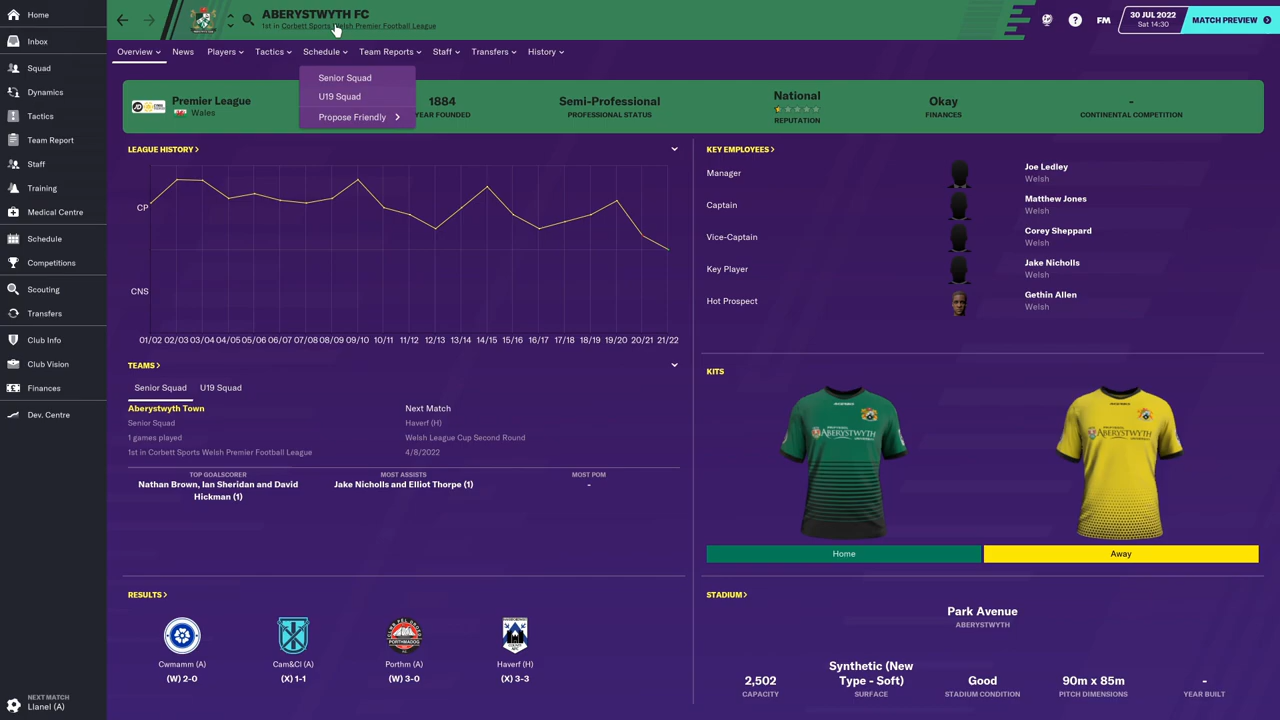 Home
Inbox
Squad
Dynamics
Tactics
Team Report
Staff
Training
Medical Centre
Schedule
Competitions
Scouting
Transfers
Club Info
Club Vision
Finances
Dev. Centre
NEXT MATCH
Llanel (A)
ABERYSTWYTH FC
1st in Corbett Sports Welsh Premier Football League
FM
30 JUL 2022
Sat 14:30
MATCH PREVIEW
Overview
News
Players
Tactics
Schedule
Team Reports
Staff
Transfers
History
Senior Squad
U19 Squad
Propose Friendly
Premier League
Wales
1884
YEAR FOUNDED
Semi-Professional
PROFESSIONAL STATUS
National
REPUTATION
Okay
FINANCES
-
CONTINENTAL COMPETITION
LEAGUE HISTORY
CP
CNS
01/02 02/03 03/04 04/05 05/06 06/07 07/08 08/09 09/10 10/11 11/12 12/13 13/14 14/15 15/16 16/17 17/18 18/19 19/20 20/21 21/22
TEAMS
Senior Squad U19 Squad
Aberystwyth Town
Senior Squad
1 games played
1st in Corbett Sports Welsh Premier Football League
Next Match
Haverf (H)
Welsh League Cup Second Round
4/8/2022
TOP GOALSCORER
Nathan Brown, Ian Sheridan and David
Hickman (1)
MOST ASSISTS
Jake Nicholls and Elliot Thorpe (1)
MOST POM
-
RESULTS
Cwmamm (A)
(W) 2-0
Cam&Cl (A)
(X) 1-1
Porthm (A)
(W) 3-0
Haverf (H)
(X) 3-3
KEY EMPLOYEES
Manager
Joe Ledley
Welsh
Captain
Matthew Jones
Welsh
Vice-Captain
Corey Sheppard
Welsh
Key Player
Jake Nicholls
Welsh
Hot Prospect
Gethin Allen
Welsh
KITS
ABERYSTWYTH
ABERYSTWYTH
Home
Away
STADIUM
Park Avenue
ABERYSTWYTH
2,502
CAPACITY
Synthetic (New
Type - Soft)
SURFACE
Good
STADIUM CONDITION
90m x 85m
PITCH DIMENSIONS
-
YEAR BUILT